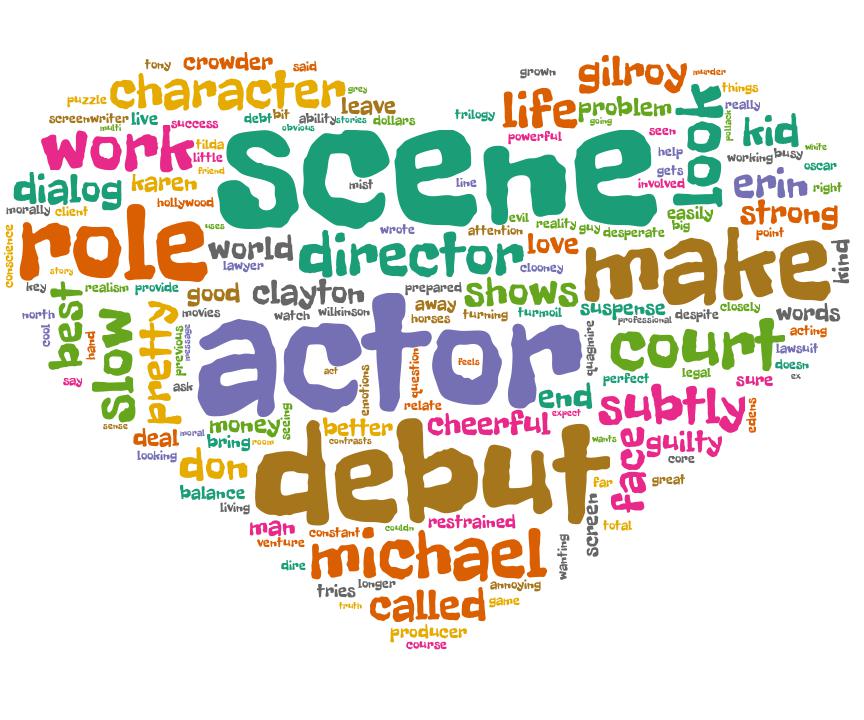 tony crowder said
grown gilroy murder
puzzle character grey
life problem look things
screenwriter live debt bit ability stories leave dollars
trilogy going really
multi success obvious
powerful seen pollack kid
work tilda little
scene
help working busy white
friend
dialog karen
mist line
gets involved erin oscar right
morally client hollywood
easily strong
conscience role uses
wrote attention evil reality guy desperate big point
world director love make kind
lawyer clooney
story
key realism provide good clayton prepared shows
movies watch wilkinson away horses turning turmoil suspense despite closely words
professional
north cool best slow pretty previous message
actor
acting
quagmire court lawsuit
hand act feels question
doesn
say ask emotions perfect legal sure ex
relate end subtly
sense money seeing better cheerful expect edens
deal moral bring room contrasts wants face guilty
looking don debut core
balance far great
living screen
man constant couldn restrained total
venture michael wanting
dire
tries longer annoying
truth called game
producer
course